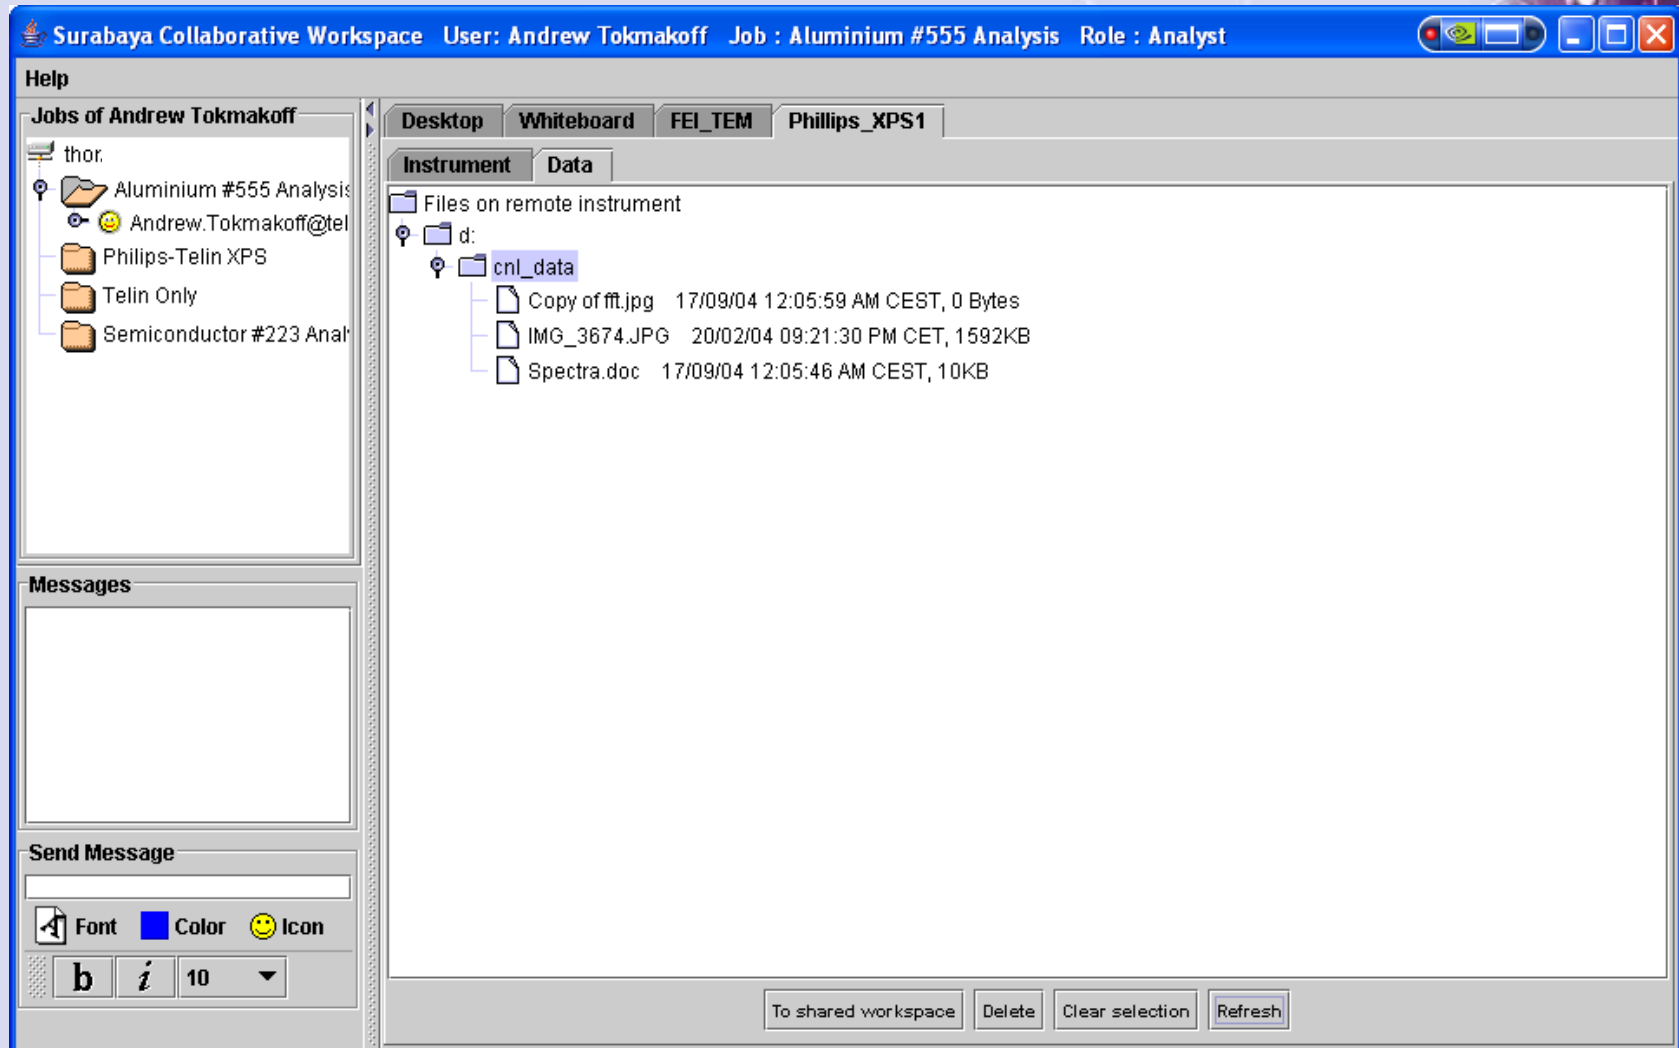 Surabaya Collaborative Workspace User: Andrew Tokmakoff Job : Aluminium #555 Analysis Role : Analyst
Help
Jobs of Andrew Tokmakoff
thor.
Aluminium #555 Analysis
Andrew.Tokmakoff@tel
Philips-Telin XPS
Telin Only
Semiconductor #223 Anal
Messages
Send Message
Font Color Icon
b i 10
Desktop Whiteboard FEI_TEM Phillips_XPS1
Instrument Data
Files on remote instrument
d:
cnl_data
Copy of fft.jpg 17/09/04 12:05:59 AM CEST, 0 Bytes
IMG_3674.JPG 20/02/04 09:21:30 PM CET, 1592KB
Spectra.doc 17/09/04 12:05:46 AM CEST, 10KB
To shared workspace Delete Clear selection Refresh